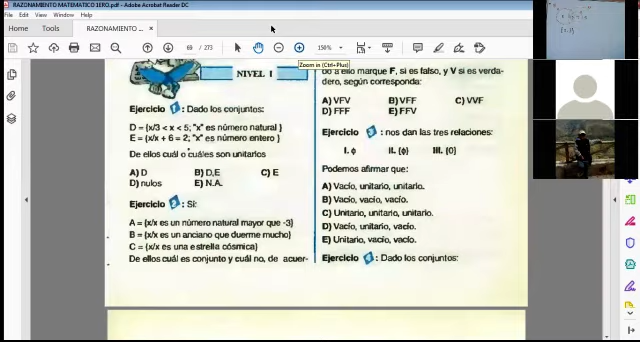 RAZONAMIENTO MATEMATICO 1ERO.pdf - Adobe Acrobat Reader DC
File Edit View Window Help
Home Tools RAZONAMIENTO M ... ×
69 / 273
150%
Zoom in (Ctrl+Plus)
NIVEL I
Ejercicio 1 : Dado los conjuntos:
D = {x/3 < x < 5; "x" es número natural }
E = {x/x + 6 = 2; "x" es número entero }
De ellos cuál o cuáles son unitarios
A) D B) D,E C) E
D) nulos E) N.A.
Ejercicio 2 : Si:
A = {x/x es un número natural mayor que -3}
B = {x/x es un anciano que duerme mucho}
C = {x/x es una estrella cósmica}
De ellos cuál es conjunto y cuál no, de acuer-
do a ello marque F, si es falso, y V si es verda-
dero, según corresponda:
A) VFV B) VFF C) VVF
D) FFF E) FFV
Ejercicio 3 : nos dan las tres relaciones:
I. ϕ II. {ϕ} III. {0}
Podemos afirmar que:
A) Vacío, unitario, unitario.
B) Vacío, vacío, vacío.
C) Unitario, unitario, unitario.
D) Vacío, unitario, vacío.
E) Unitario, vacío, vacío.
Ejercicio 4 : Dado los conjuntos: